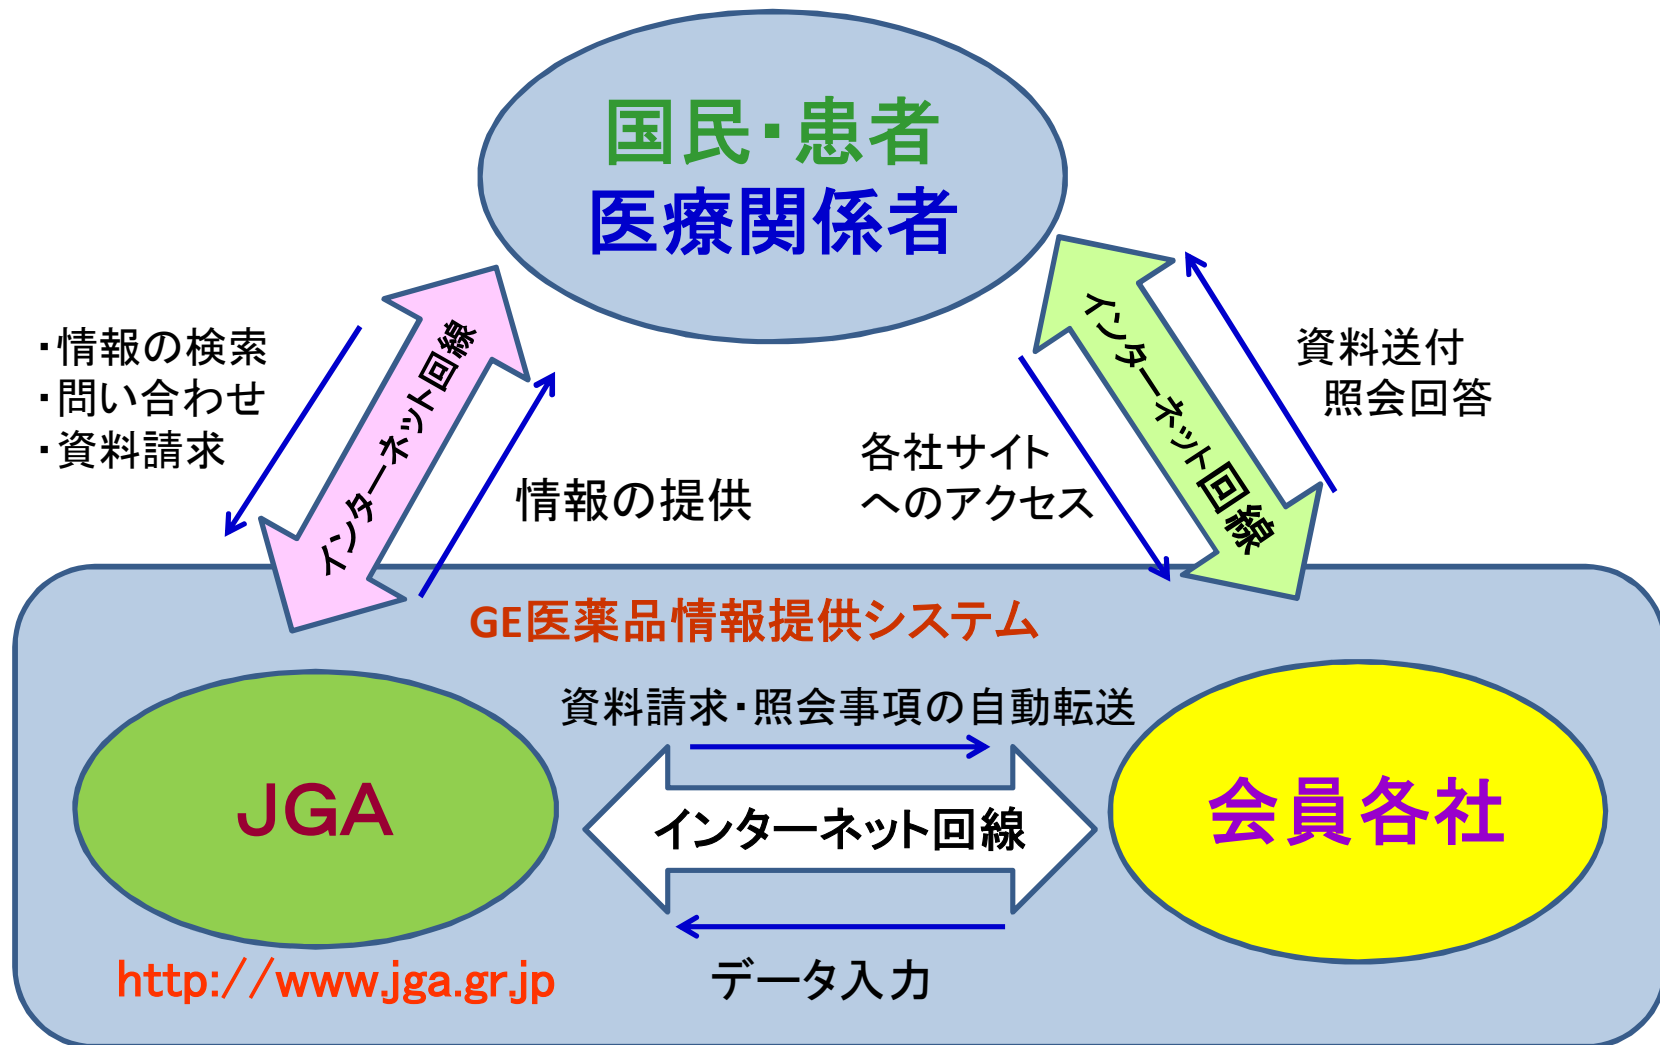 国民・患者
医療関係者
・情報の検索
・問い合わせ
・資料請求
インターネット回線
情報の提供
インターネット回線
各社サイト
へのアクセス
資料送付
照会回答
GE医薬品情報提供システム
資料請求・照会事項の自動転送
JGA
インターネット回線
会員各社
データ入力
http://www.jga.gr.jp